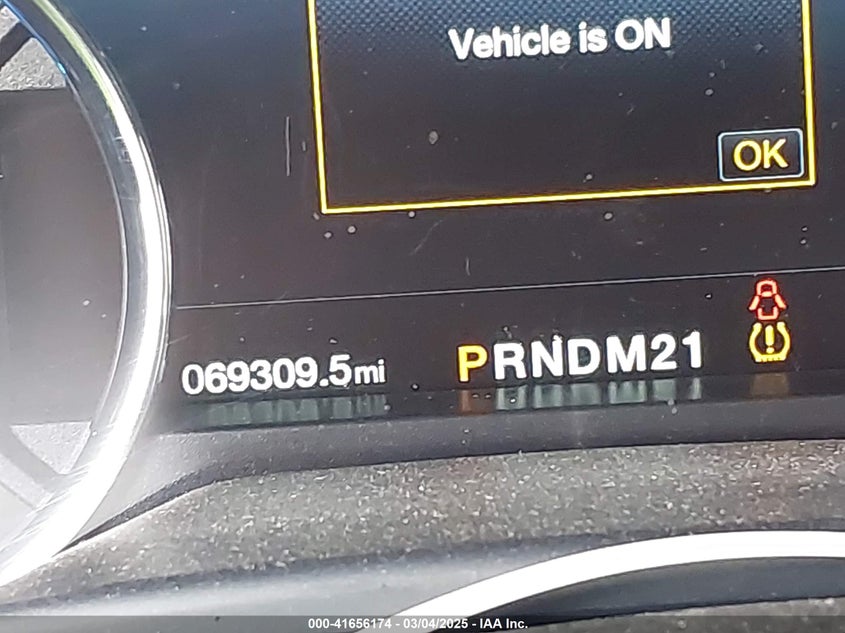 Vehicle is ON
OK
069309.5mi PRNDM21
000-41656174 - 03/04/2025 - IAA Inc.